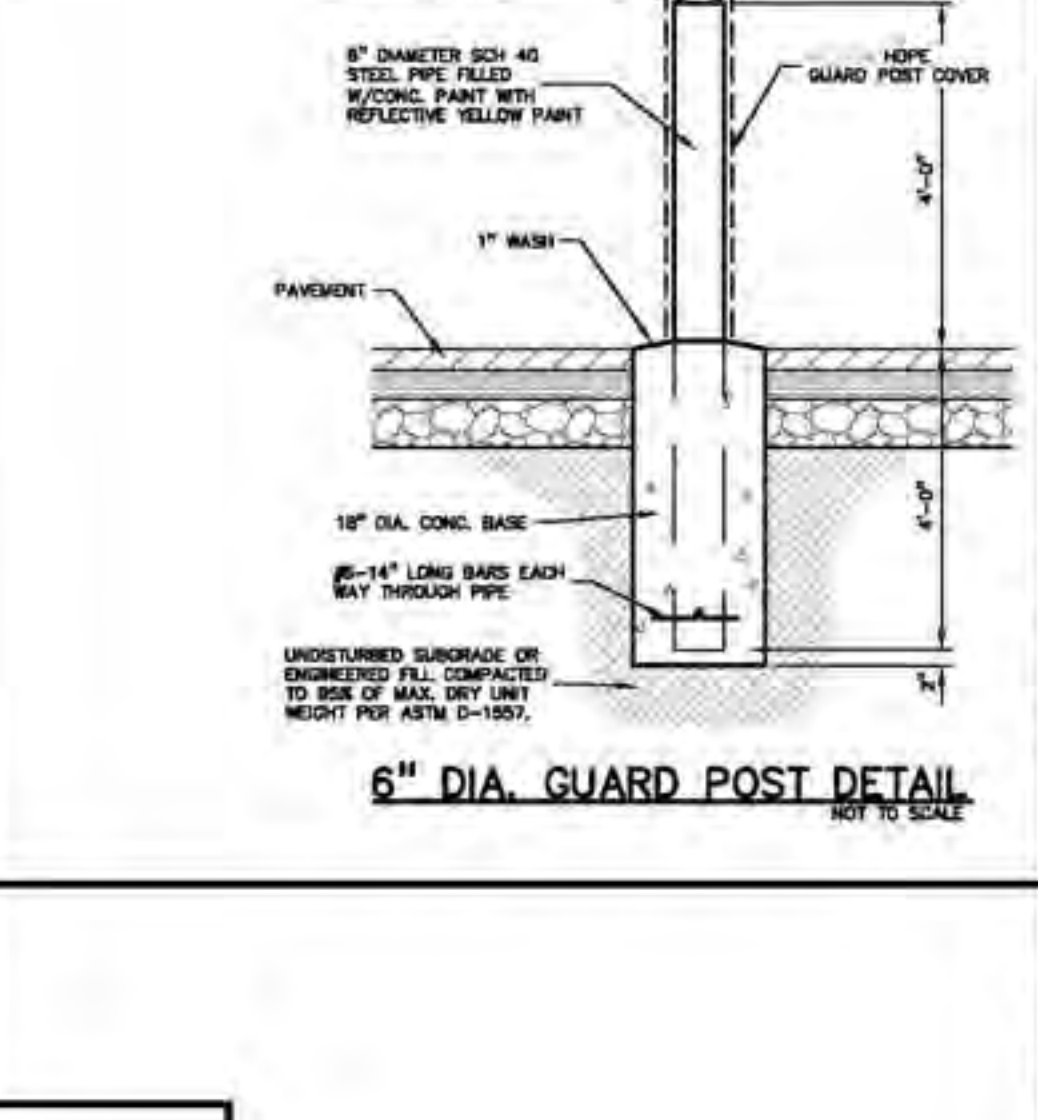 6" DIAMETER SCH 40
STEEL PIPE FILLED
W/CONC. PAINT WITH
REFLECTIVE YELLOW PAINT
HDPE
GUARD POST COVER
4'-0"
1" WASH
PAVEMENT
18" DIA. CONC. BASE
4'-0"
#5-14" LONG BARS EACH
WAY THROUGH PIPE
UNDISTURBED SUBGRADE OR
ENGINEERED FILL COMPACTED
TO 95% OF MAX. DRY UNIT
WEIGHT PER ASTM D-1557.
2"
6" DIA. GUARD POST DETAIL
NOT TO SCALE